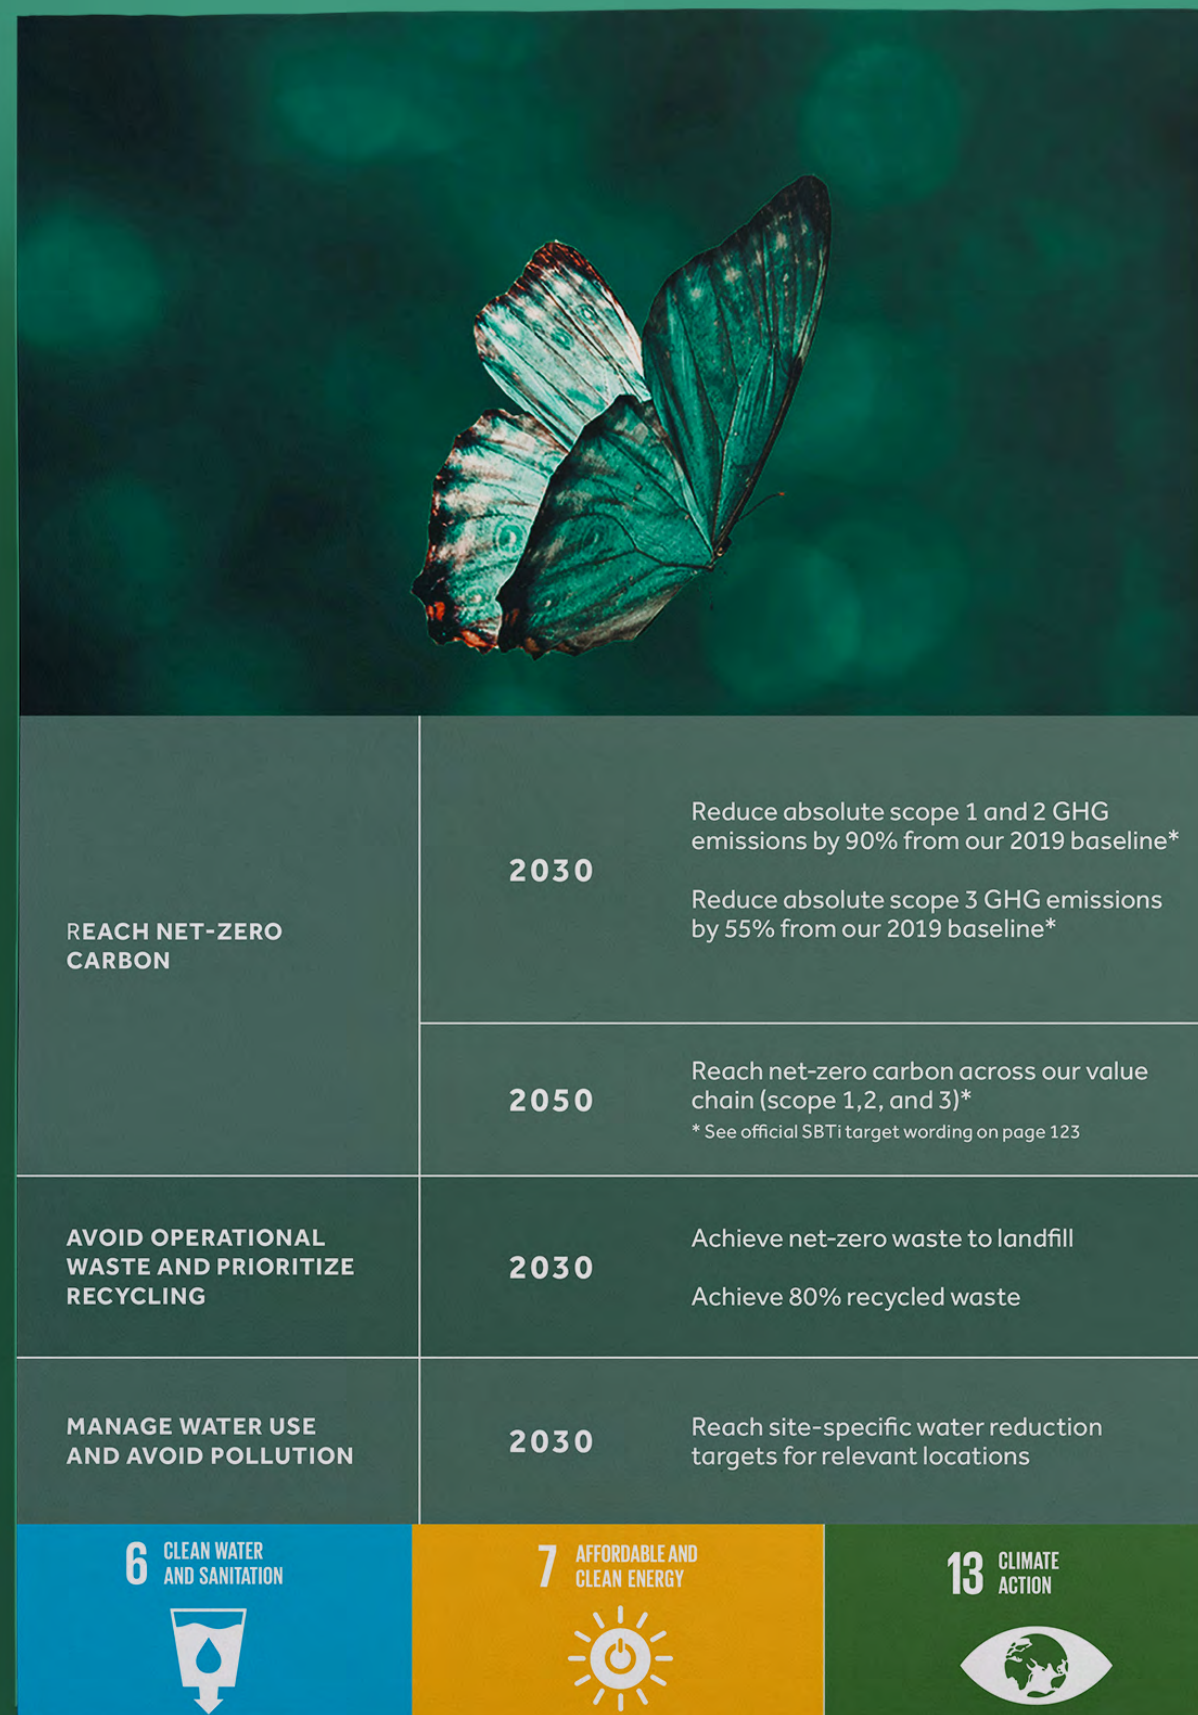 REACH NET-ZERO
CARBON
2030
Reduce absolute scope 1 and 2 GHG
emissions by 90% from our 2019 baseline*
Reduce absolute scope 3 GHG emissions
by 55% from our 2019 baseline*
2050
Reach net-zero carbon across our value
chain (scope 1,2, and 3)*
* See official SBTi target wording on page 123
AVOID OPERATIONAL
WASTE AND PRIORITIZE
RECYCLING
2030
Achieve net-zero waste to landfill
Achieve 80% recycled waste
MANAGE WATER USE
AND AVOID POLLUTION
2030
Reach site-specific water reduction
targets for relevant locations
6 CLEAN WATER
AND SANITATION
7 AFFORDABLE AND
CLEAN ENERGY
13 CLIMATE
ACTION